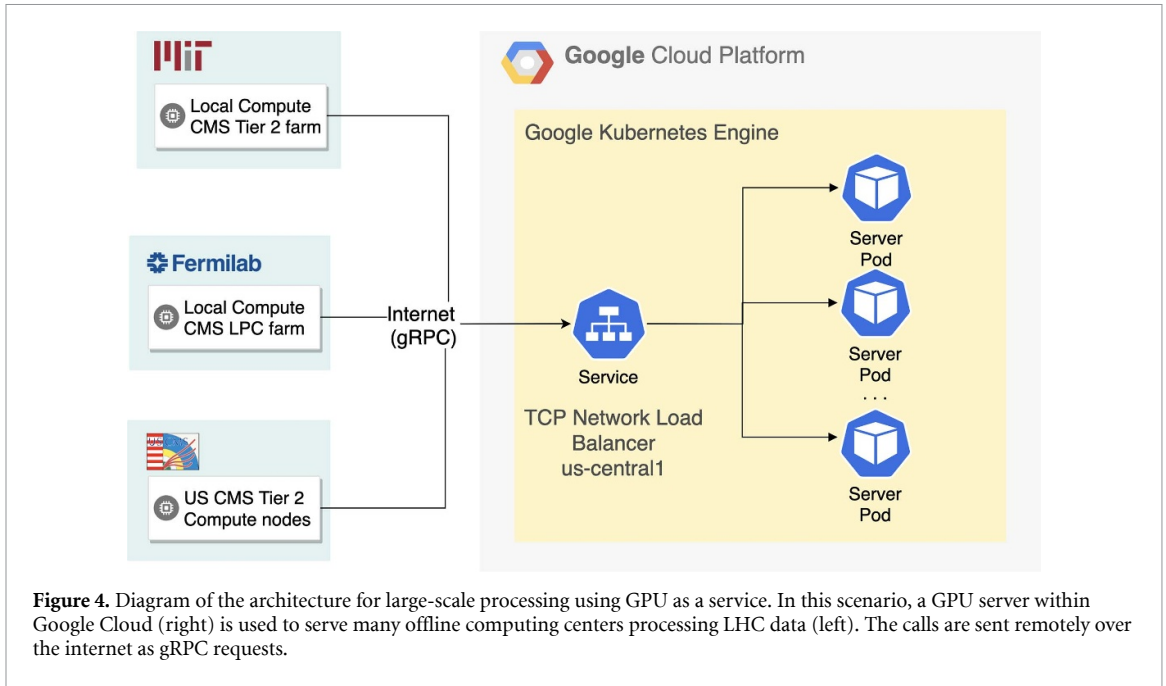 MIT
Local Compute
CMS Tier 2 farm
Fermilab
Local Compute
CMS LPC farm
US CMS Tier 2
Compute nodes
Internet
(gRPC)
Google Cloud Platform
Google Kubernetes Engine
Service
TCP Network Load
Balancer
us-central1
Server
Pod
Server
Pod
. . .
Server
Pod
Figure 4. Diagram of the architecture for large-scale processing using GPU as a service. In this scenario, a GPU server within
Google Cloud (right) is used to serve many offline computing centers processing LHC data (left). The calls are sent remotely over
the internet as gRPC requests.